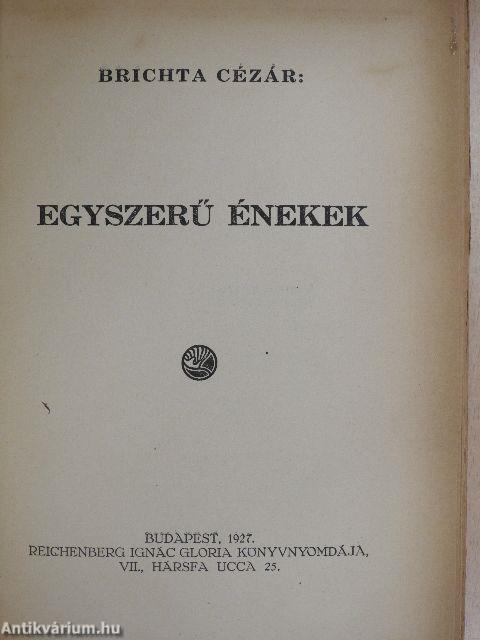 BRICHTA CÉZÁR:
EGYSZERŰ ÉNEKEK
BUDAPEST, 1927.
REICHENBERG IGNÁC GLORIA KÖNYVNYOMDÁJA,
VII., HÁRSFA UCCA 25.
Antikvárium.hu